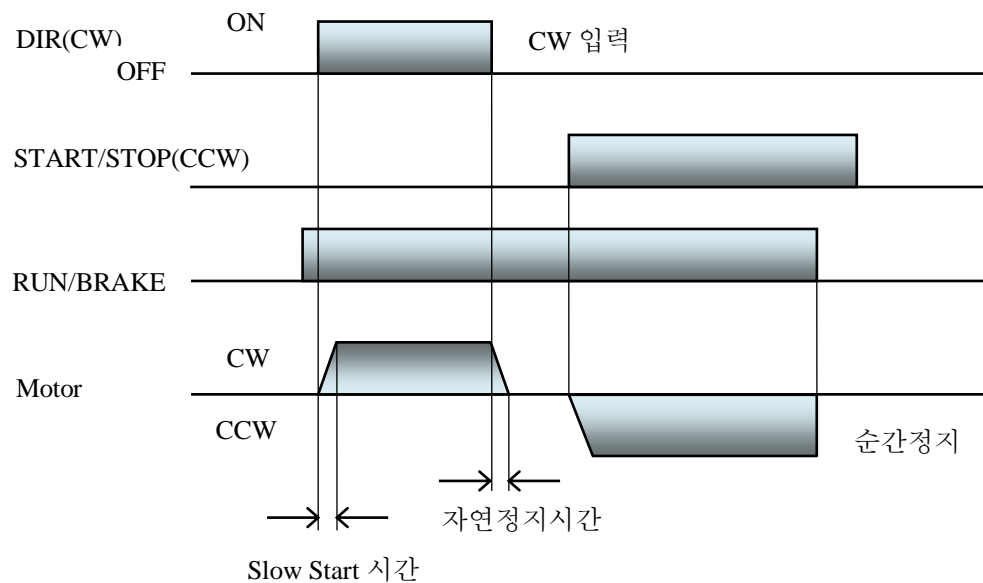 ON
DIR(CW)
CW 입력
OFF
START/STOP(CCW)
RUN/BRAKE
CW
Motor
CCW
순간정지
자연정지시간
Slow Start 시간